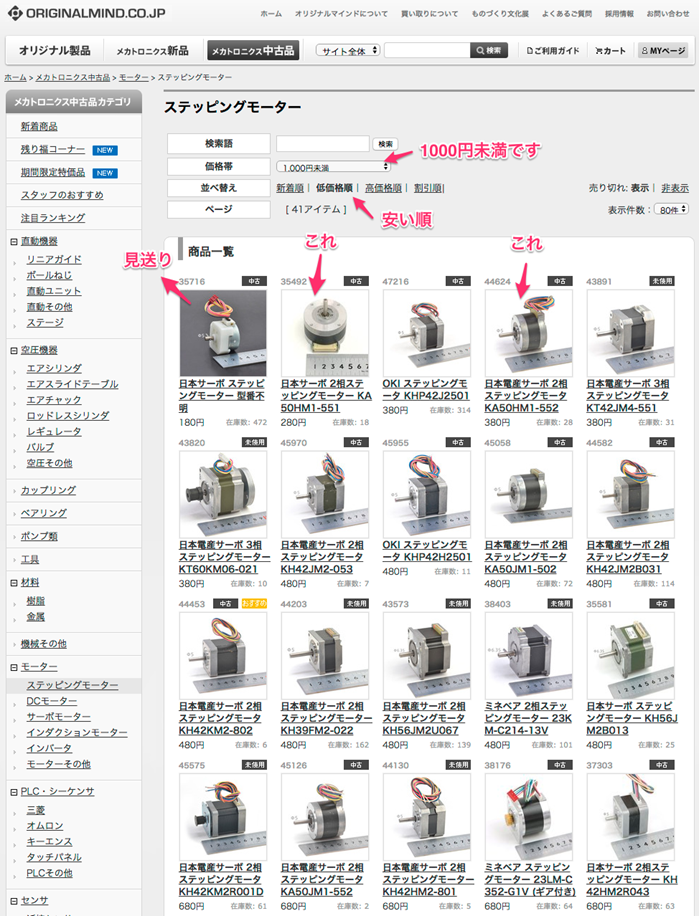 ORIGINALMIND.CO.JP
ホーム オリジナルマインドについて 買い取りについて ものづくり文化展 よくあるご質問 採用情報 お問い合わせ
オリジナル製品 メカトロニクス新品 メカトロニクス中古品 サイト全体 検索 ご利用ガイド カート MYページ
ホーム > メカトロニクス中古品 > モーター > ステッピングモーター
メカトロニクス中古品カテゴリ
新着商品
残り福コーナー NEW
期間限定特価品 NEW
スタッフのおすすめ
注目ランキング
直動機器
リニアガイド
ボールねじ
直動ユニット
直動その他
ステージ
空圧機器
エアシリンダ
エアスライドテーブル
エアチャック
ロッドレスシリンダ
レギュレータ
バルブ
空圧その他
カップリング
ベアリング
ポンプ類
工具
材料
樹脂
金属
機械その他
モーター
ステッピングモーター
DCモーター
サーボモーター
インダクションモーター
インバータ
モーターその他
PLC・シーケンサ
三菱
オムロン
キーエンス
タッチパネル
PLCその他
センサ
ステッピングモーター
検索語 検索
価格帯 1,000円未満
1000円未満です
並べ替え 新着順 | 低価格順 | 高価格順 | 割引順| 売り切れ: 表示 | 非表示
ページ [ 41アイテム ] 表示件数: 80件
安い順
商品一覧
見送り
これ
これ
35716 中古
日本サーボ ステッピ
ングモーター 型番不
明
180円 在庫数: 472
35492 中古
日本サーボ 2相ステ
ッピングモーター KA
50HM1-551
280円 在庫数: 18
47216 中古
OKI ステッピングモ
ータ KHP42J2501
380円 在庫数: 314
44624 中古
日本電産サーボ 2相
ステッピングモータ
KA50HM1-552
380円 在庫数: 28
43891 未使用
日本電産サーボ 3相
ステッピングモータ
KT42JM4-551
380円 在庫数: 31
43820 未使用
日本電産サーボ 3相
ステッピングモーター
KT60KM06-021
380円 在庫数: 10
45970 中古
日本電産サーボ 2相
ステッピングモータ
KH42JM2-053
480円 在庫数: 7
45955 中古
OKI ステッピングモ
ータ KHP42H2501
480円 在庫数: 11
45058 中古
日本電産サーボ 2相
ステッピングモータ
KA50JM1-502
480円 在庫数: 72
44582 中古
日本電産サーボ 2相
ステッピングモータ
KH42JM2B031
480円 在庫数: 114
44453 中古 おすすめ
日本電産サーボ 2相
ステッピングモータ
KH42KM2-802
480円 在庫数: 6
44203 未使用
日本電産サーボ 2相
ステッピングモーター
KH39FM2-022
480円 在庫数: 162
43573 未使用
日本電産サーボ 2相
ステッピングモータ
KH56JM2U067
480円 在庫数: 139
38403 未使用
ミネベア 2相ステッ
ピングモーター 23K
M-C214-13V
480円 在庫数: 101
35581 中古
日本サーボ ステッピ
ングモーター KH56J
M2B013
480円 在庫数: 25
45575 未使用
日本電産サーボ 2相
ステッピングモータ
KH42KM2R001D
680円 在庫数: 61
45126 中古
日本電産サーボ 2相
ステッピングモータ
KA50JM1-552
680円 在庫数: 2
44130 未使用
日本電産サーボ 2相
ステッピングモーター
KH42HM2-801
680円 在庫数: 5
38176 中古
ミネベア ステッピン
グモーター 23LM-C
352-G1V (ギア付き)
680円 在庫数: 64
37303 中古
日本サーボ 2相ステ
ッピングモーター KH
42HM2R043
680円 在庫数: 63